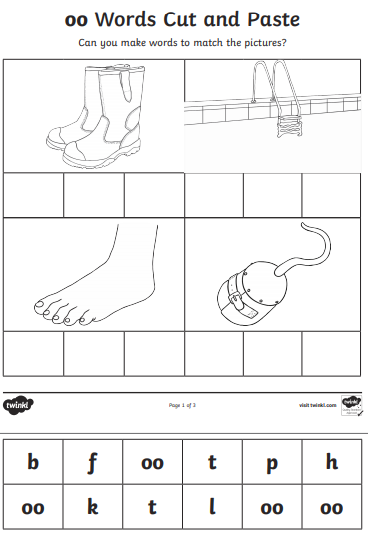 oo Words Cut and Paste
Can you make words to match the pictures?
twinkl
Page 1 of 3
visit twinkl.com
b f oo t p h
oo k t l oo oo